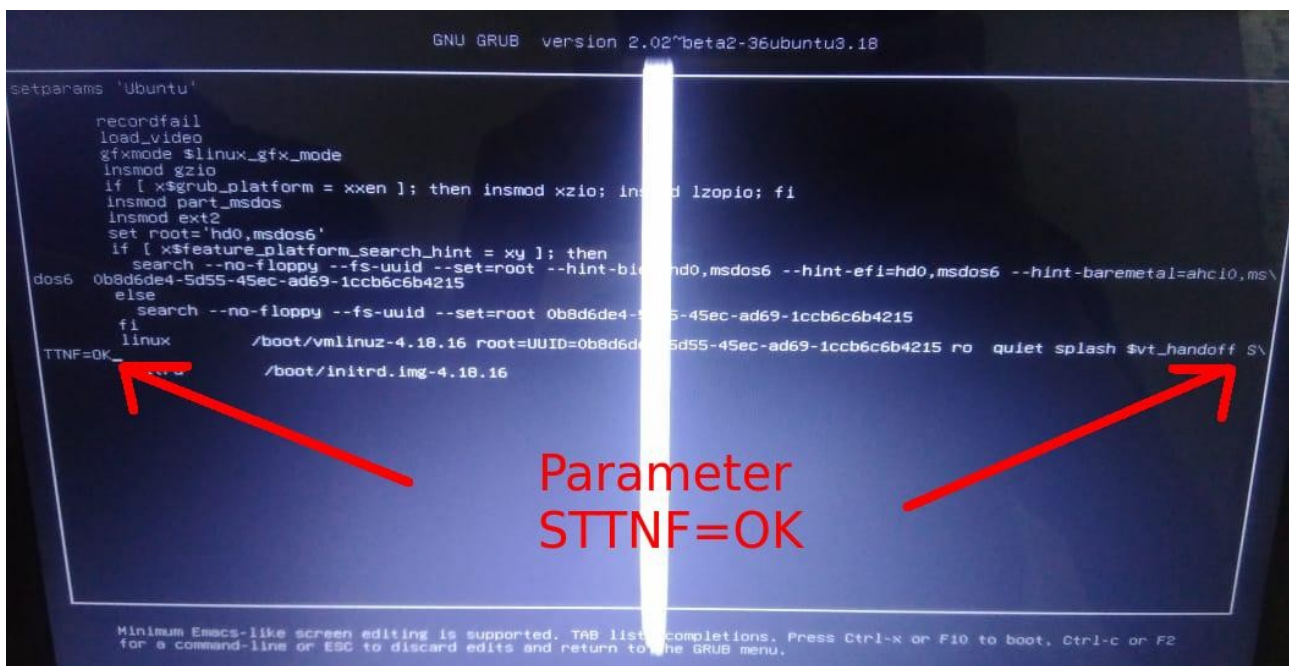 GNU GRUB version 2.02~beta2-36ubuntu3.18
setparams 'Ubuntu'
recordfail
load_video
gfxmode $linux_gfx_mode
insmod gzio
if [ x$grub_platform = xxen ]; then insmod xzio; in d lzopio; fi
insmod part_msdos
insmod ext2
set root='hd0,msdos6'
if [ x$feature_platform_search_hint = xy ]; then
search --no-floppy --fs-uuid --set=root --hint-bi hd0,msdos6 --hint-efi=hd0,msdos6 --hint-baremetal=ahci0,ms\
dos6 0b8d6de4-5d55-45ec-ad69-1ccb6c6b4215
else
search --no-floppy --fs-uuid --set=root 0b8d6de4-5 5-45ec-ad69-1ccb6c6b4215
fi
linux /boot/vmlinuz-4.18.16 root=UUID=0b8d6de 5d55-45ec-ad69-1ccb6c6b4215 ro quiet splash $vt_handoff S\
TTNF=OK_
/boot/initrd.img-4.18.16
Parameter
STTNF=OK
Minimum Emacs-like screen editing is supported. TAB list completions. Press Ctrl-x or F10 to boot, Ctrl-c or F2
for a command-line or ESC to discard edits and return to the GRUB menu.